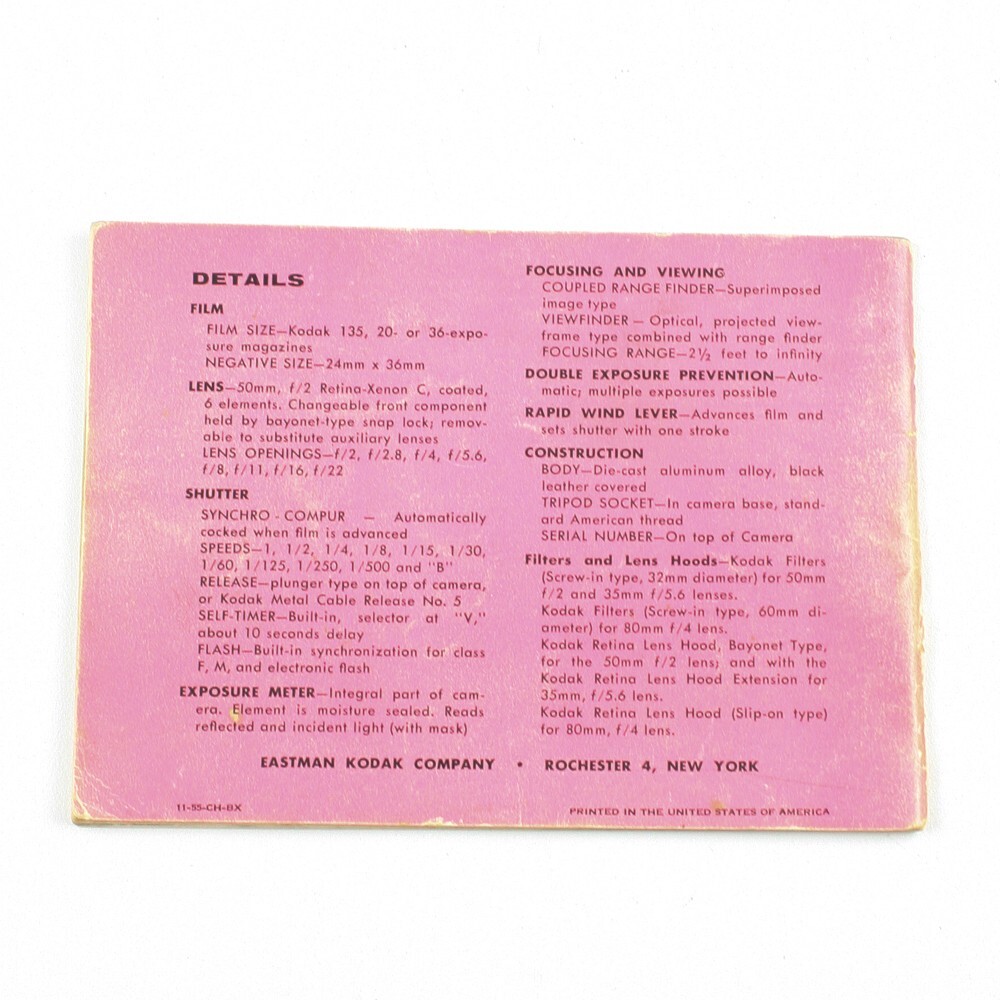 DETAILS
FILM
FILM SIZE—Kodak 135, 20- or 36-expo-
sure magazines
NEGATIVE SIZE—24mm x 36mm
LENS—50mm, f/2 Retina-Xenon C, coated,
6 elements. Changeable front component
held by bayonet-type snap lock; remov-
able to substitute auxiliary lenses
LENS OPENINGS—f/2, f/2.8, f/4, f/5.6,
f/8, f/11, f/16, f/22
SHUTTER
SYNCHRO-COMPUR — Automatically
cocked when film is advanced
SPEEDS—1, 1/2, 1/4, 1/8, 1/15, 1/30,
1/60, 1/125, 1/250, 1/500 and "B"
RELEASE—plunger type on top of camera,
or Kodak Metal Cable Release No. 5
SELF-TIMER—Built-in, selector at "V,"
about 10 seconds delay
FLASH—Built-in synchronization for class
F, M, and electronic flash
EXPOSURE METER—Integral part of cam-
era. Element is moisture sealed. Reads
reflected and incident light (with mask)
FOCUSING AND VIEWING
COUPLED RANGE FINDER—Superimposed
image type
VIEWFINDER — Optical, projected view-
frame type combined with range finder
FOCUSING RANGE—2½ feet to infinity
DOUBLE EXPOSURE PREVENTION—Auto-
matic; multiple exposures possible
RAPID WIND LEVER—Advances film and
sets shutter with one stroke
CONSTRUCTION
BODY—Die-cast aluminum alloy, black
leather covered
TRIPOD SOCKET—In camera base, stand-
ard American thread
SERIAL NUMBER—On top of Camera
Filters and Lens Hoods—Kodak Filters
(Screw-in type, 32mm diameter) for 50mm
f/2 and 35mm f/5.6 lenses.
Kodak Filters (Screw-in type, 60mm di-
ameter) for 80mm f/4 lens.
Kodak Retina Lens Hood, Bayonet Type,
for the 50mm f/2 lens; and with the
Kodak Retina Lens Hood Extension for
35mm, f/5.6 lens.
Kodak Retina Lens Hood (Slip-on type)
for 80mm, f/4 lens.
EASTMAN KODAK COMPANY • ROCHESTER 4, NEW YORK
11-55-CH-BX
PRINTED IN THE UNITED STATES OF AMERICA